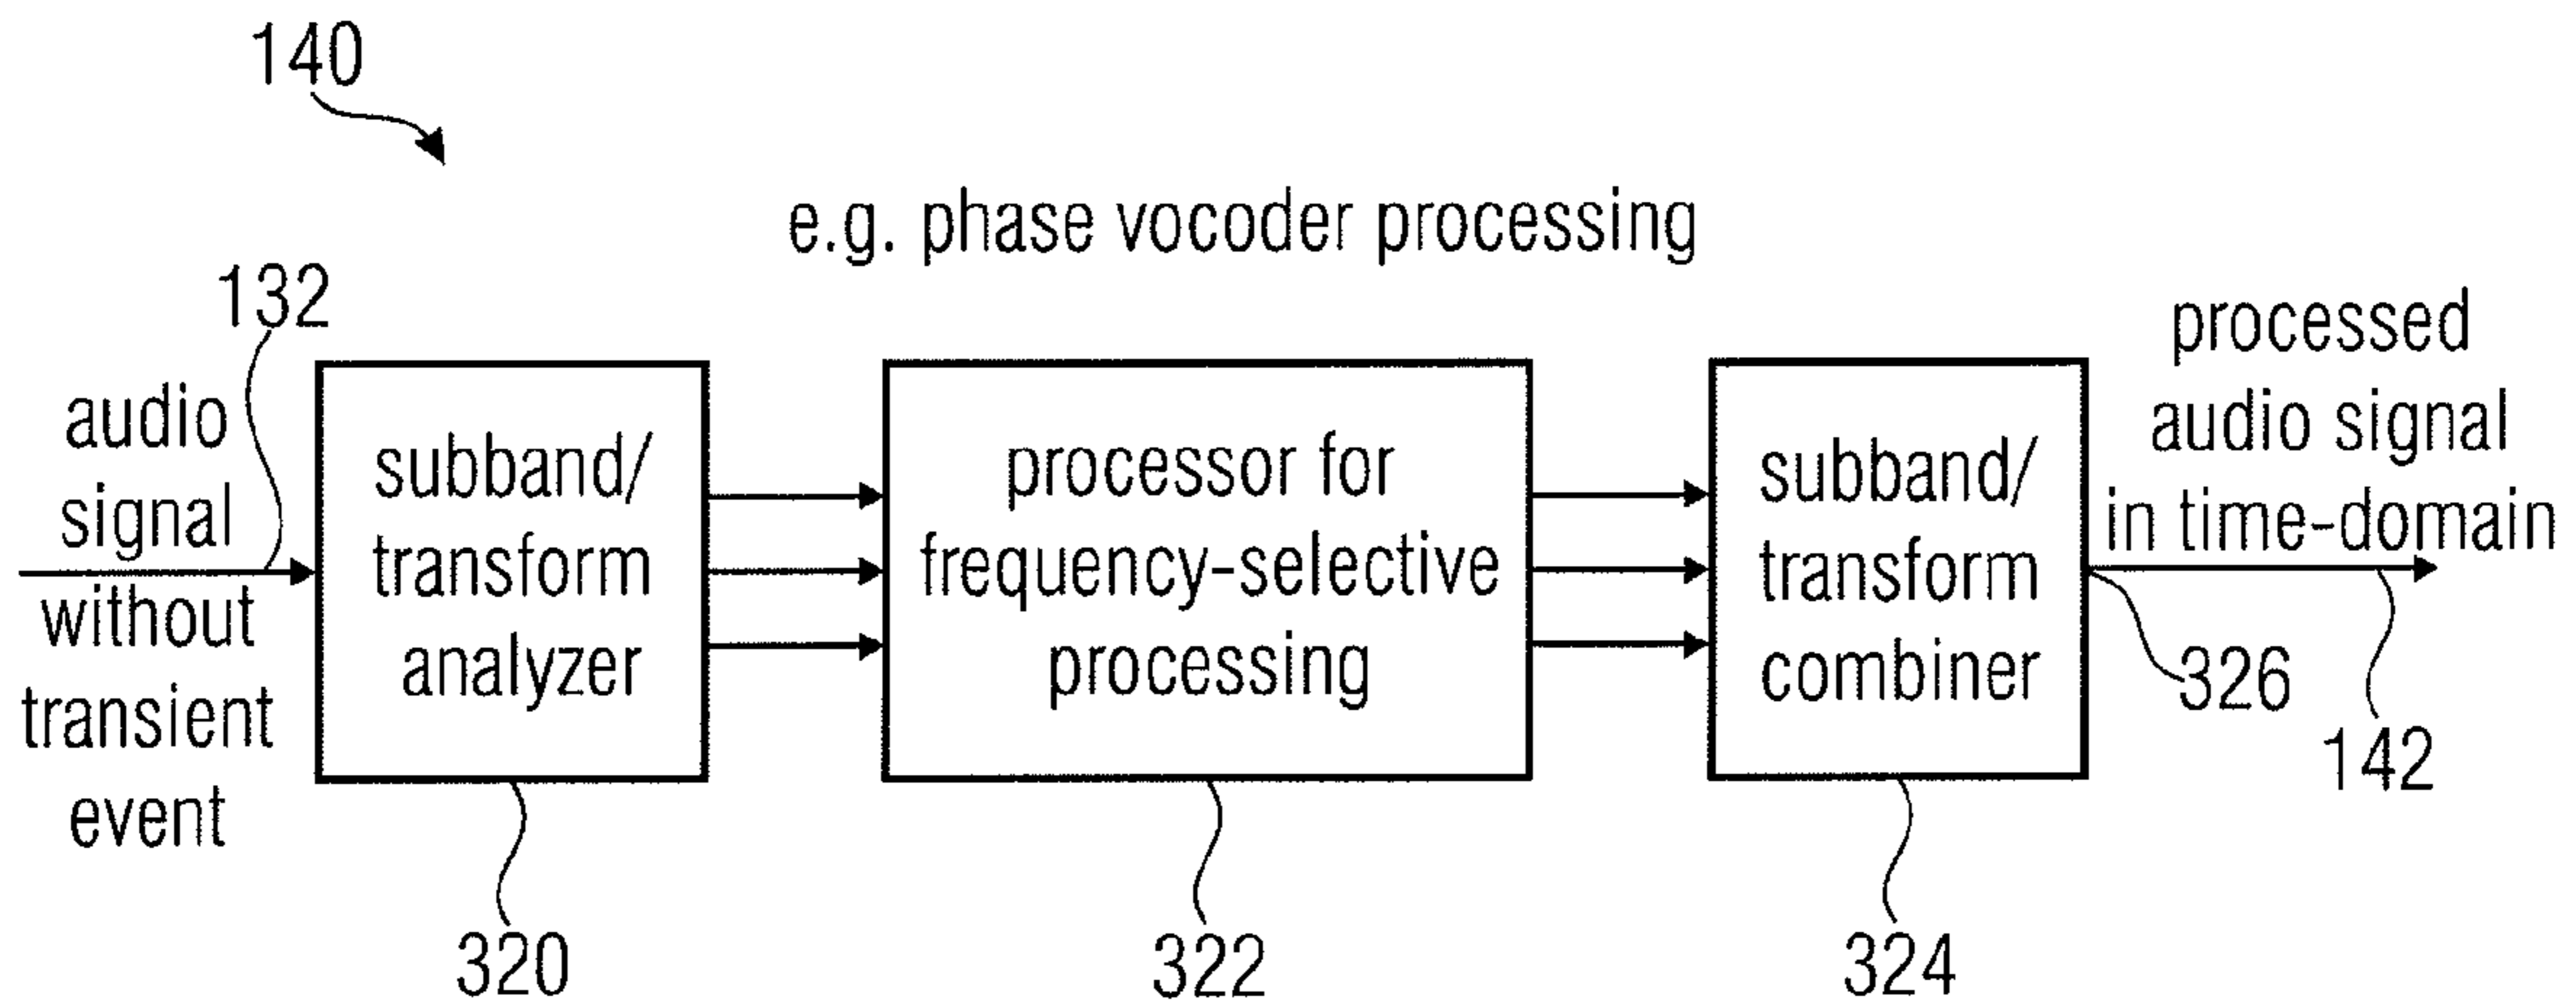 140
e.g. phase vocoder processing
132
audio
signal
without
transient
event
subband/
transform
analyzer
processor for
frequency-selective
processing
subband/
transform
combiner
processed
audio signal
in time-domain
326
142
320
322
324